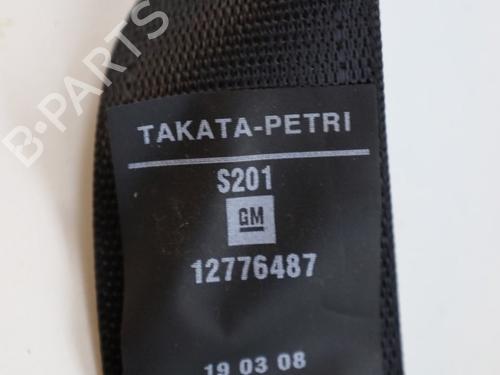 B-PARTS
TAKATA-PETRI
S201
GM
12776487
19 03 08